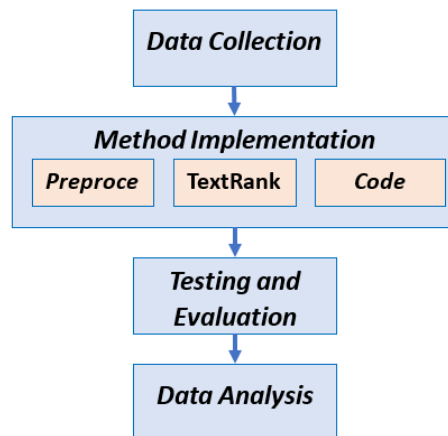 Data Collection
Method Implementation
Preproce TextRank Code
Testing and
Evaluation
Data Analysis